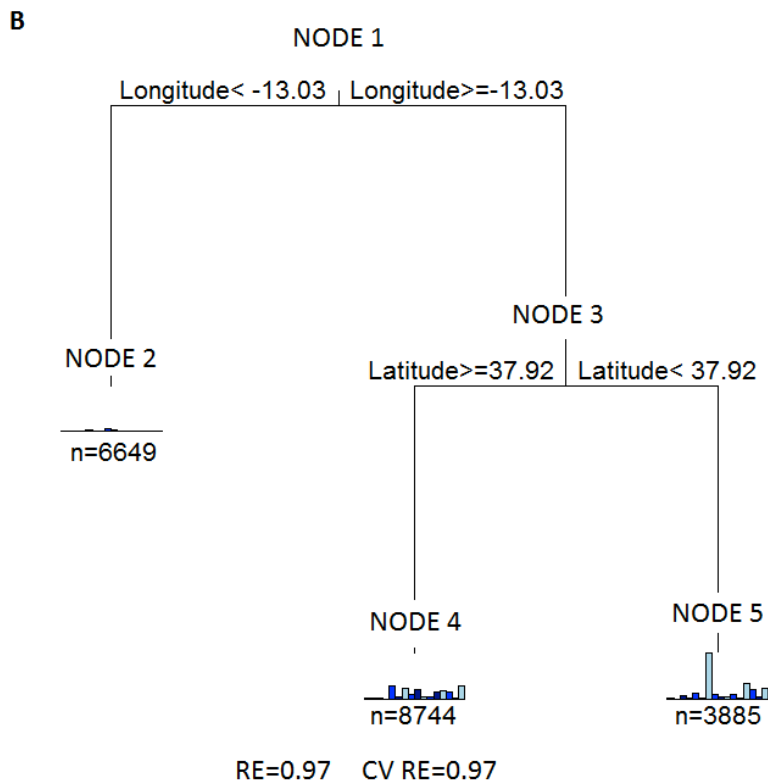 B
NODE 1
Longitude< -13.03 Longitude>=-13.03
NODE 3
NODE 2
Latitude>=37.92 Latitude< 37.92
n=6649
NODE 4 NODE 5
n=8744 n=3885
RE=0.97 CV RE=0.97